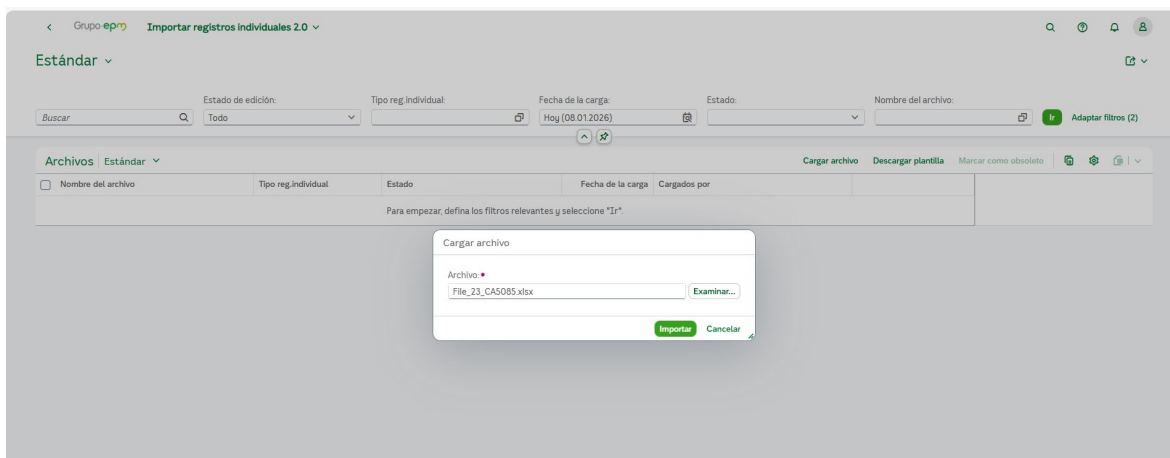 Grupo·epm Importar registros individuales 2.0
Estándar
Estado de edición: Tipo reg.individual: Fecha de la carga: Estado: Nombre del archivo:
Buscar Todo Hoy (08.01.2026) Ir Adaptar filtros (2)
Archivos Estándar Cargar archivo Descargar plantilla Marcar como obsoleto
Nombre del archivo Tipo reg.individual Estado Fecha de la carga Cargados por
Para empezar, defina los filtros relevantes y seleccione "Ir".
Cargar archivo
Archivo:
File_23_CA5085.xlsx Examinar...
Importar Cancelar